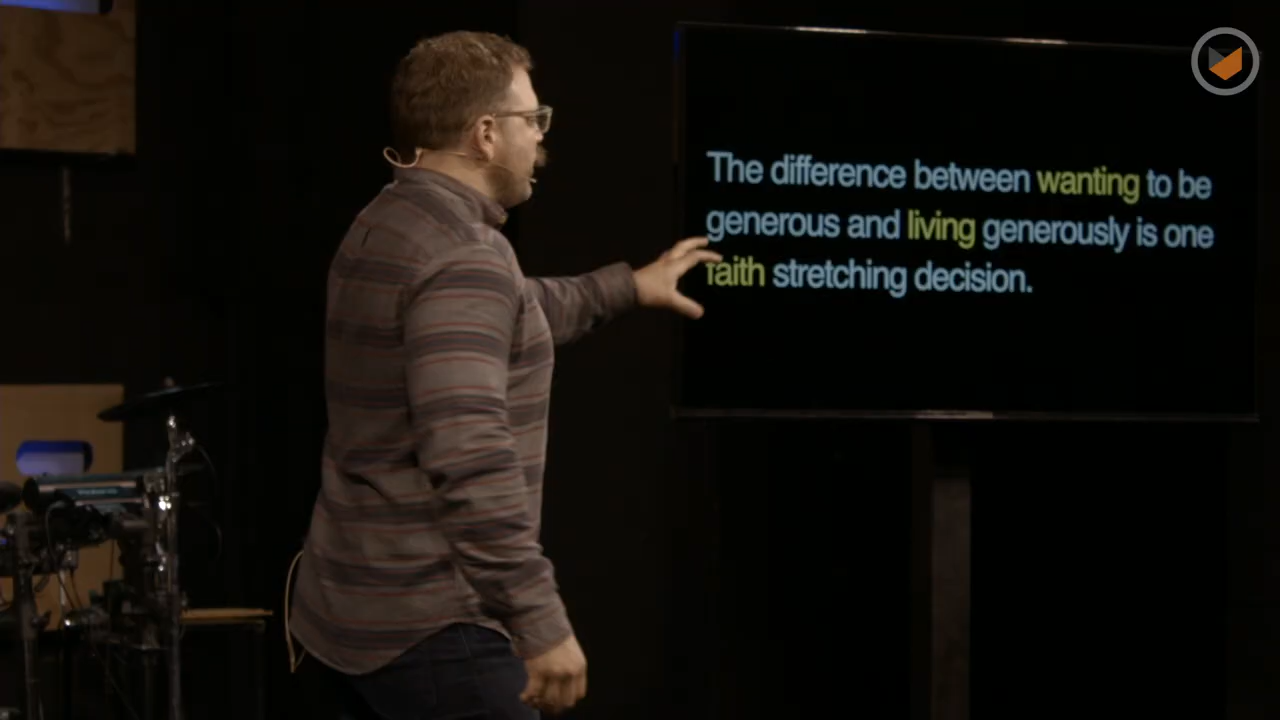 The difference between wanting to be
generous and living generously is one
faith stretching decision.